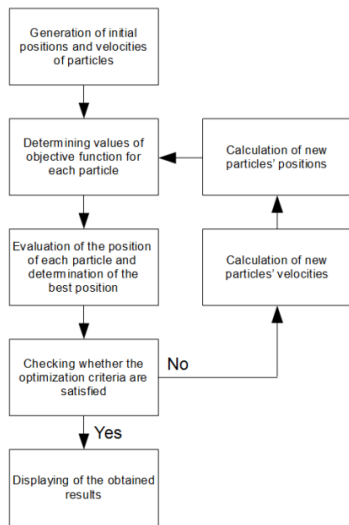 Generation of initial
positions and velocities
of particles
Determining values of
objective function for
each particle
Calculation of new
particles' positions
Evaluation of the position
of each particle and
determination of the
best position
Calculation of new
particles' velocities
Checking whether the
optimization criteria are
satisfied
No
Yes
Displaying of the obtained
results